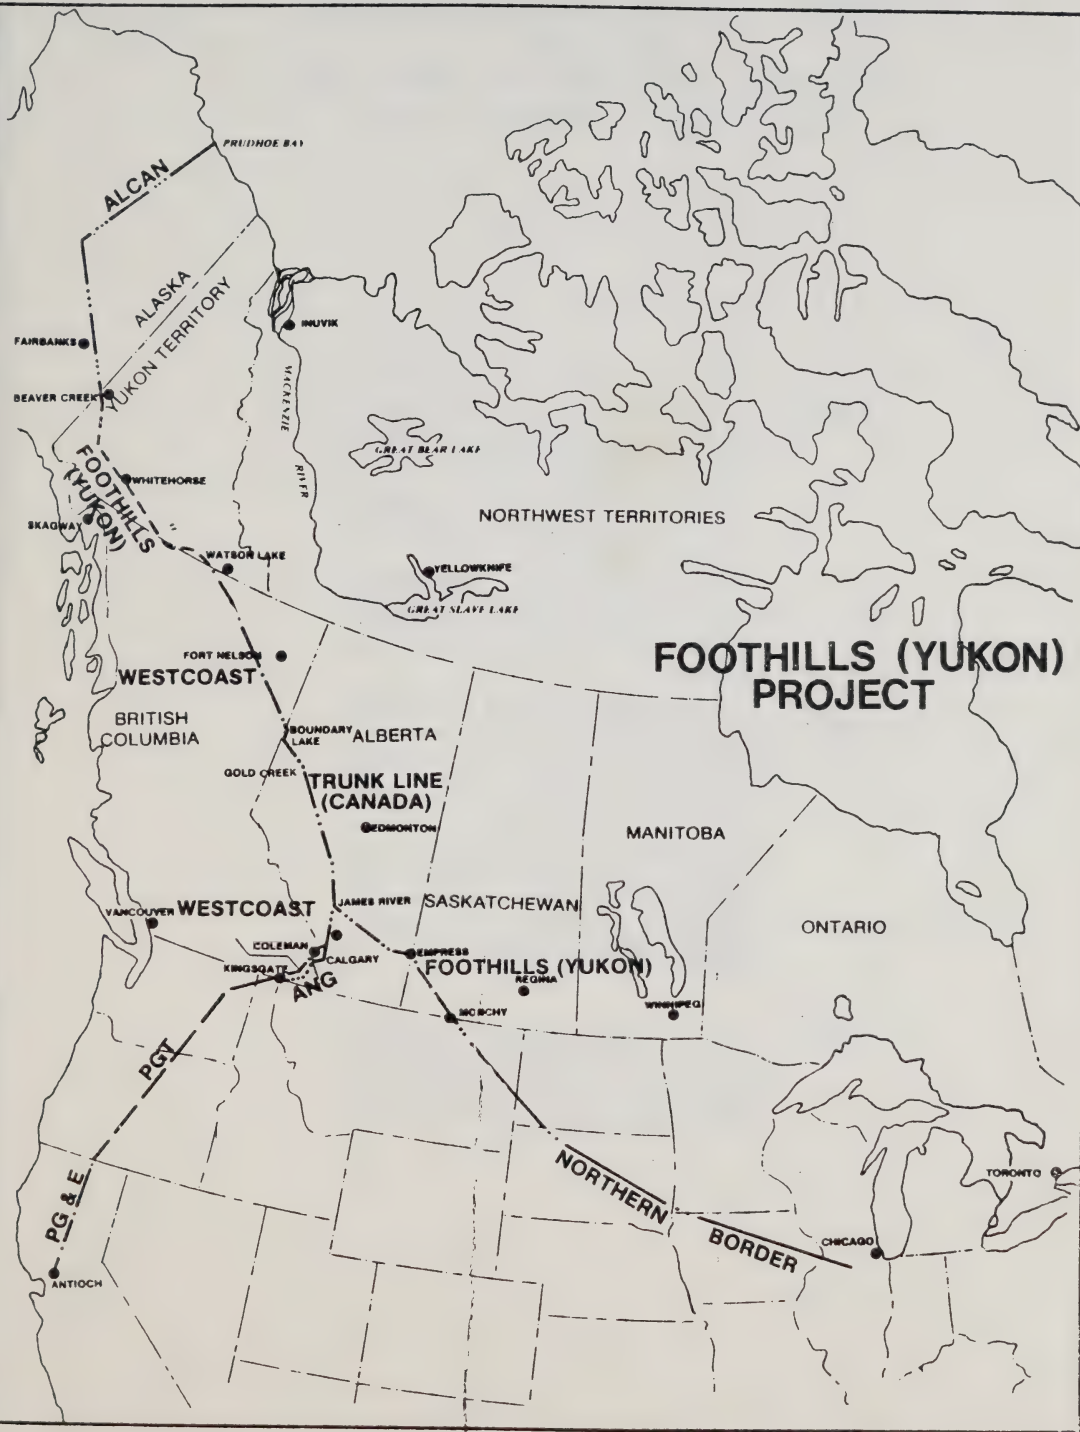 PRUDHOE BAY
ALCAN
ALASKA
YUKON TERRITORY
INUVIK
FAIRBANKS
BEAVER CREEK
MACKENZIE
RIVER
GREAT BEAR LAKE
FOOTHILLS
(YUKON)
WHITEHORSE
SKAGWAY
NORTHWEST TERRITORIES
WATSON LAKE
YELLOWKNIFE
GREAT SLAVE LAKE
FOOTHILLS (YUKON)
PROJECT
FORT NELSON
WESTCOAST
BRITISH
COLUMBIA
BOUNDARY
LAKE
ALBERTA
GOLD CREEK
TRUNK LINE
(CANADA)
EDMONTON
MANITOBA
VANCOUVER
WESTCOAST
JAMES RIVER
SASKATCHEWAN
ONTARIO
COLEMAN
CALGARY
EMPRESS
KINGSGATE
ANG
FOOTHILLS (YUKON)
REGINA
WINNIPEG
MONCHY
PGT
NORTHERN
BORDER
TORONTO
PG & E
CHICAGO
ANTIOCH